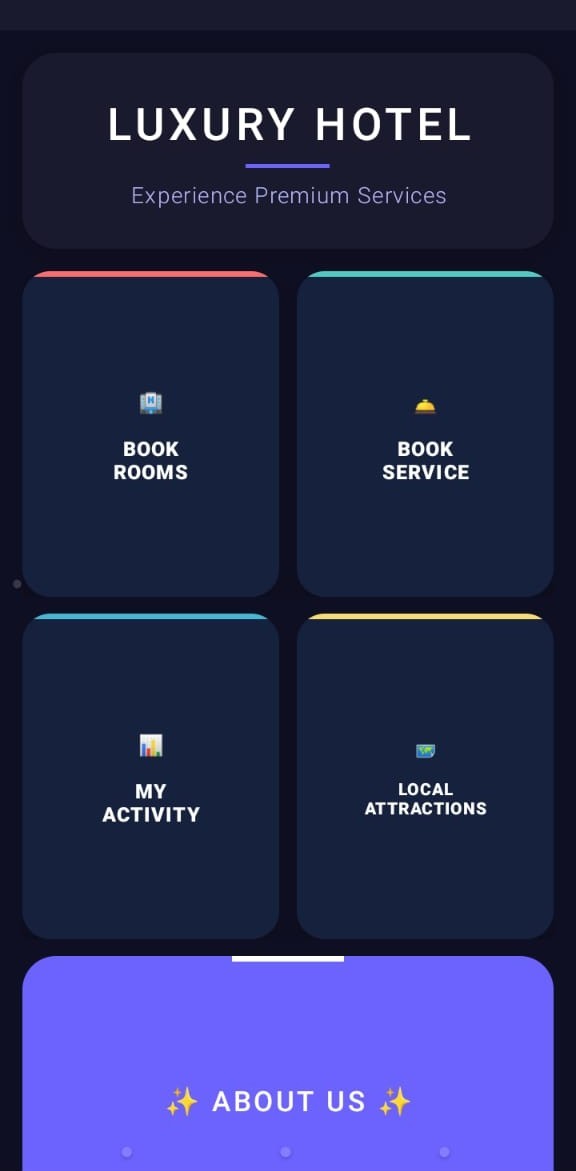 LUXURY HOTEL
Experience Premium Services
BOOK
ROOMS
BOOK
SERVICE
MY
ACTIVITY
LOCAL
ATTRACTIONS
✨ ABOUT US ✨